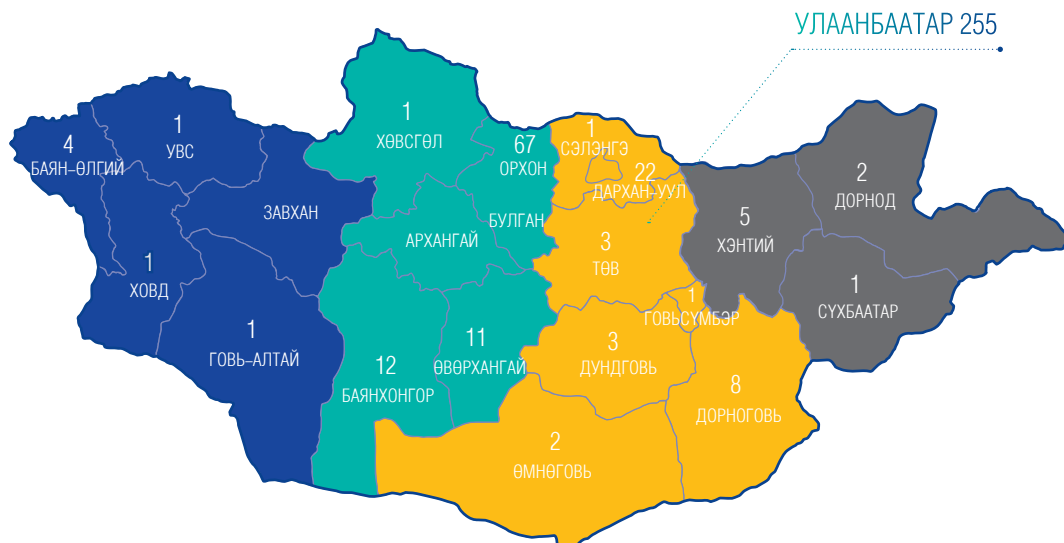 УЛААНБААТАР 255
4
БАЯН-ӨЛГИЙ
1
УВС
ЗАВХАН
1
ХОВД
1
ГОВЬ-АЛТАЙ
1
ХӨВСГӨЛ
67
ОРХОН
БУЛГАН
АРХАНГАЙ
12
БАЯНХОНГОР
11
ӨВӨРХАНГАЙ
1
СЭЛЭНГЭ
22
ДАРХАН-УУЛ
3
ТӨВ
1
ГОВЬСҮМБЭР
3
ДУНДГОВЬ
8
ДОРНОГОВЬ
2
ӨМНӨГОВЬ
5
ХЭНТИЙ
2
ДОРНОД
1
СҮХБААТАР